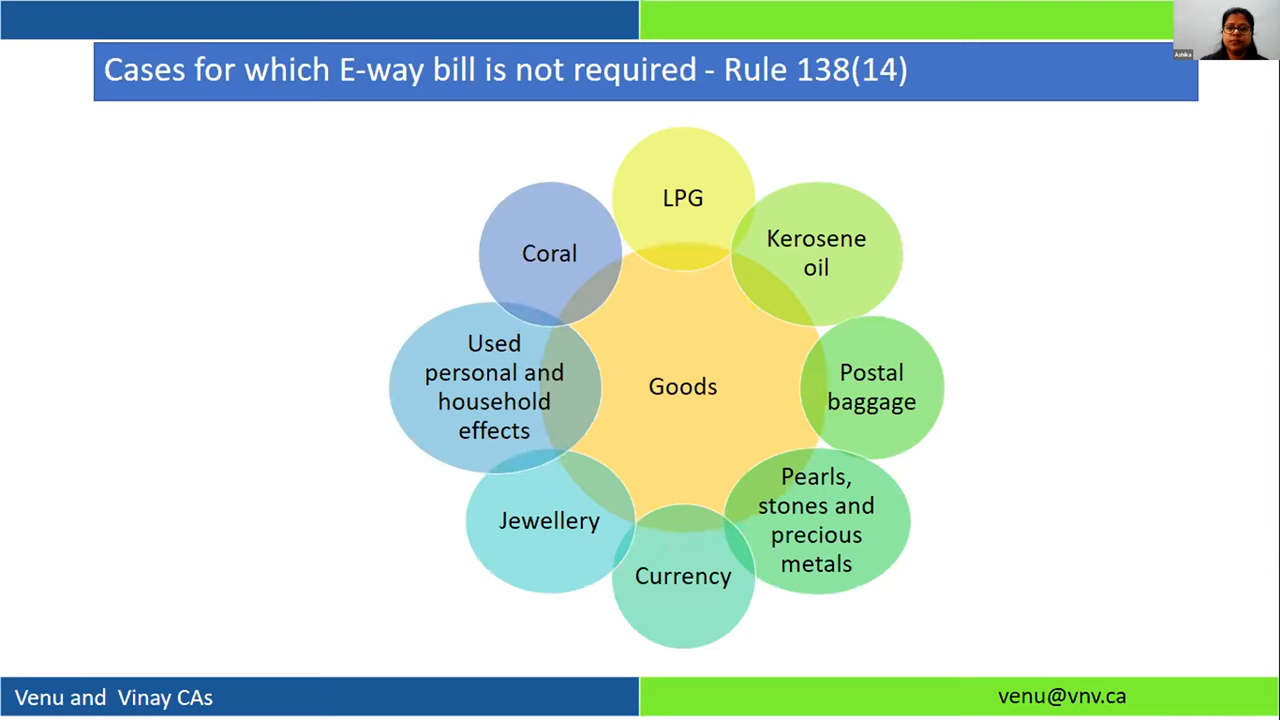 Ashika
Cases for which E-way bill is not required - Rule 138(14)
LPG
Kerosene
oil
Postal
baggage
Pearls,
stones and
precious
metals
Currency
Jewellery
Used
personal and
household
effects
Coral
Goods
Venu and Vinay CAs
venu@vnv.ca